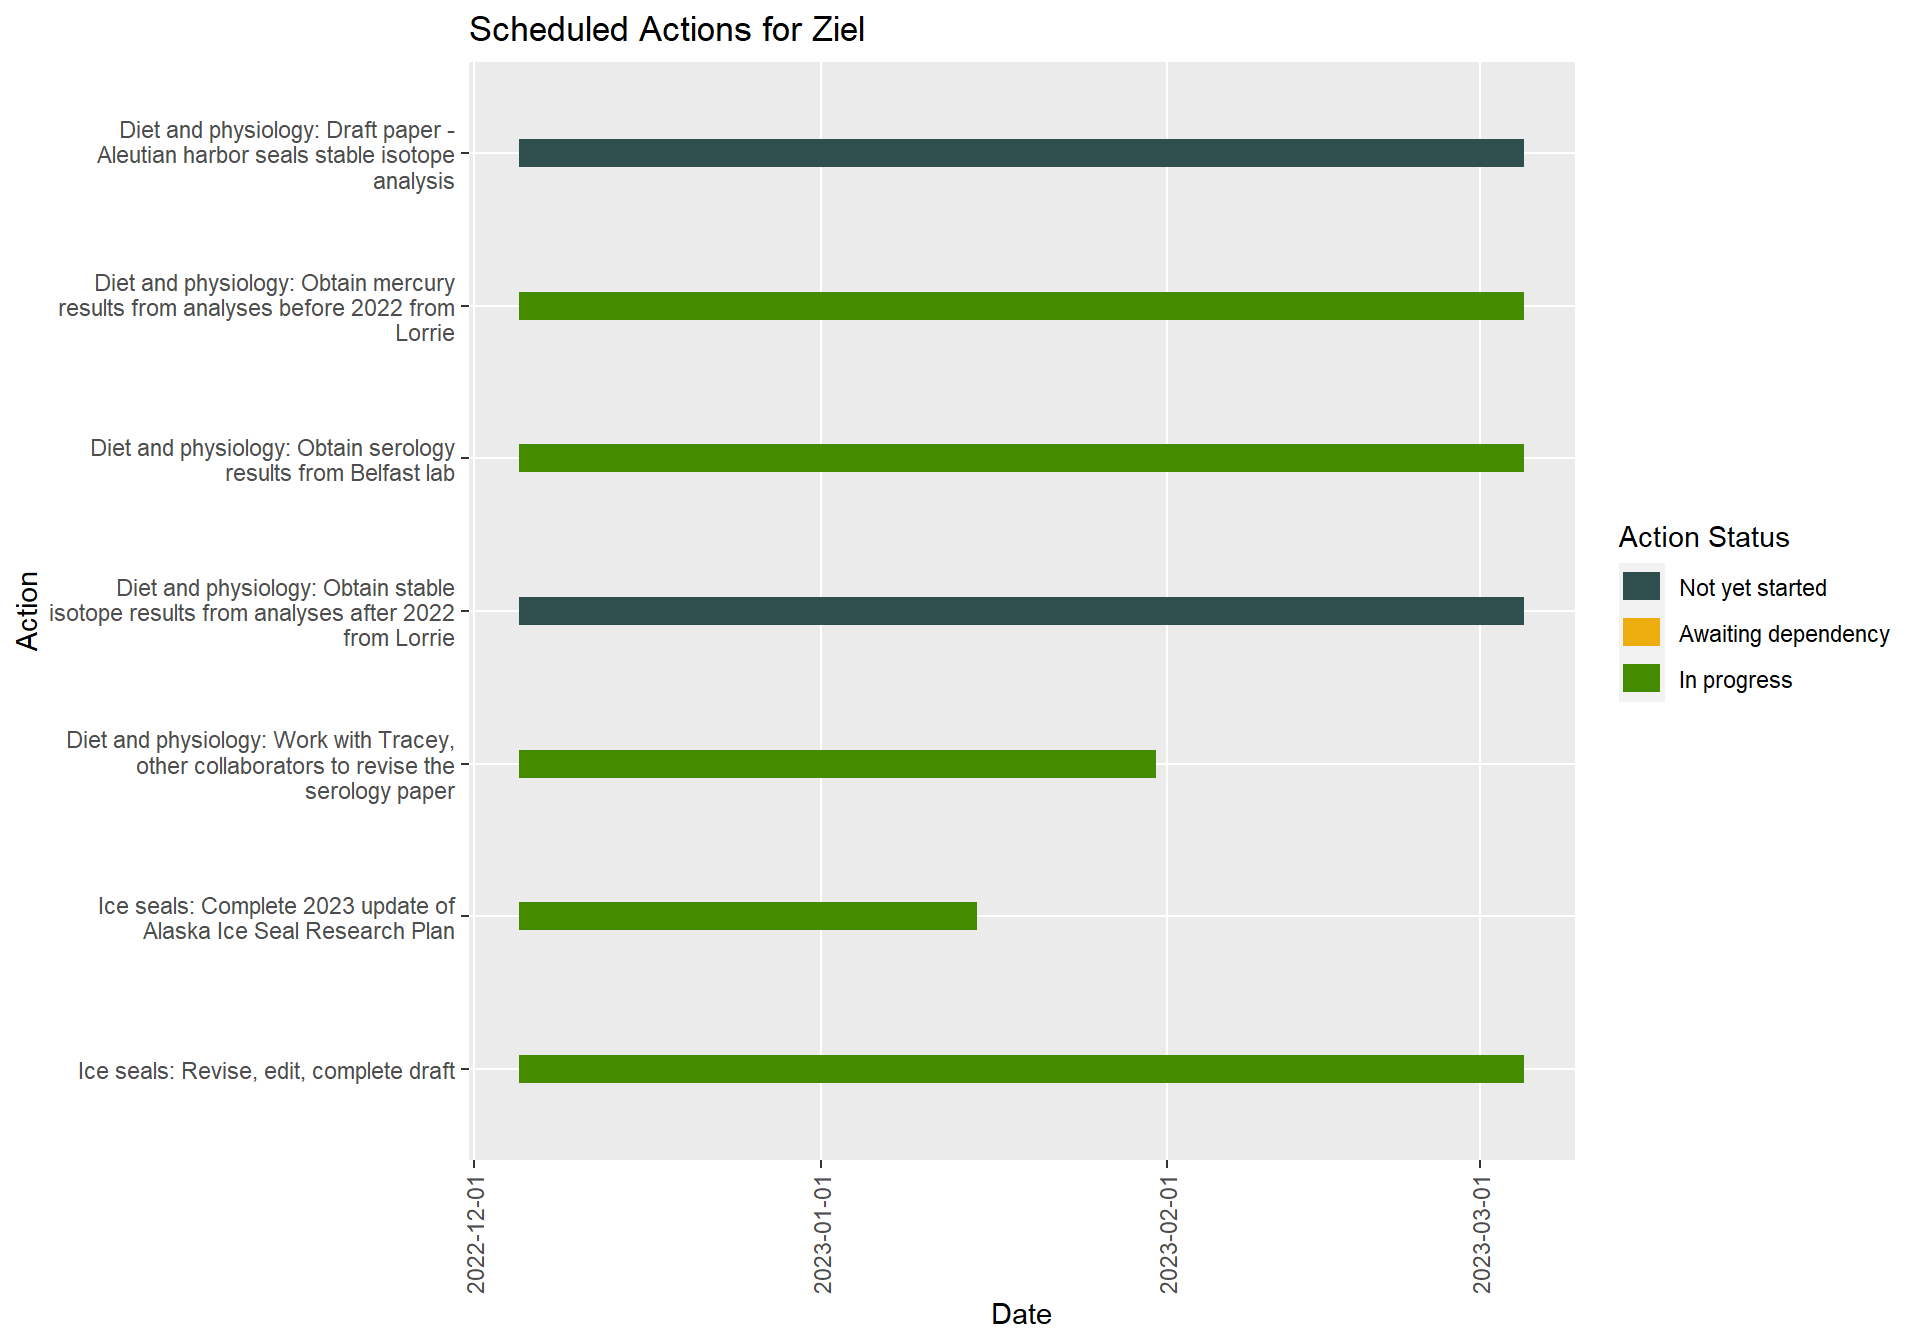 Scheduled Actions for Ziel
Diet and physiology: Draft paper -
Aleutian harbor seals stable isotope
analysis
Diet and physiology: Obtain mercury
results from analyses before 2022 from
Lorrie
Diet and physiology: Obtain serology
results from Belfast lab
Diet and physiology: Obtain stable
isotope results from analyses after 2022
from Lorrie
Diet and physiology: Work with Tracey,
other collaborators to revise the
serology paper
Ice seals: Complete 2023 update of
Alaska Ice Seal Research Plan
Ice seals: Revise, edit, complete draft
Action
2022-12-01
2023-01-01
2023-02-01
2023-03-01
Date
Action Status
Not yet started
Awaiting dependency
In progress